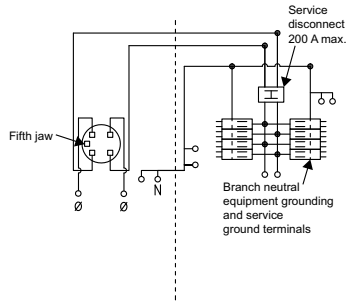 Service
disconnect
200 A max.
Fifth jaw
Ø
Ø
N
Branch neutral
equipment grounding
and service
ground terminals